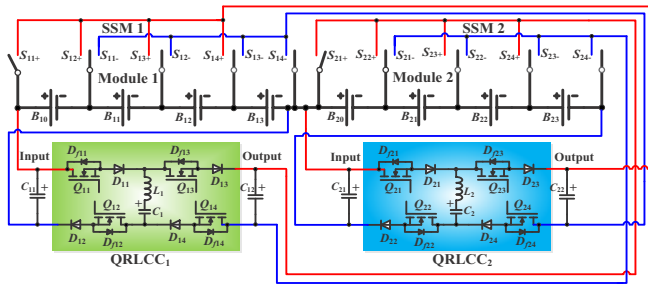 SSM 1
SSM 2
S11+ S12+ S11- S13+ S12- S14+ S13- S14- S21+ S22+ S21- S23+ S22- S24+ S23- S24-
Module 1
Module 2
+ - + - + - + - + - + - + - + -
B10 B11 B12 B13 B20 B21 B22 B23
Input Df11 Df13 Output Input Df21 Df23 Output
Q11 D11 Q13 D13 Q21 D21 Q23 D23
C11 + L1 C12 + C21 + L2 C22 +
Q12 + C1 Q14 Q22 + C2 Q24
D12 Df12 D14 Df14 D22 Df22 D24 Df24
QRLCC1
QRLCC2